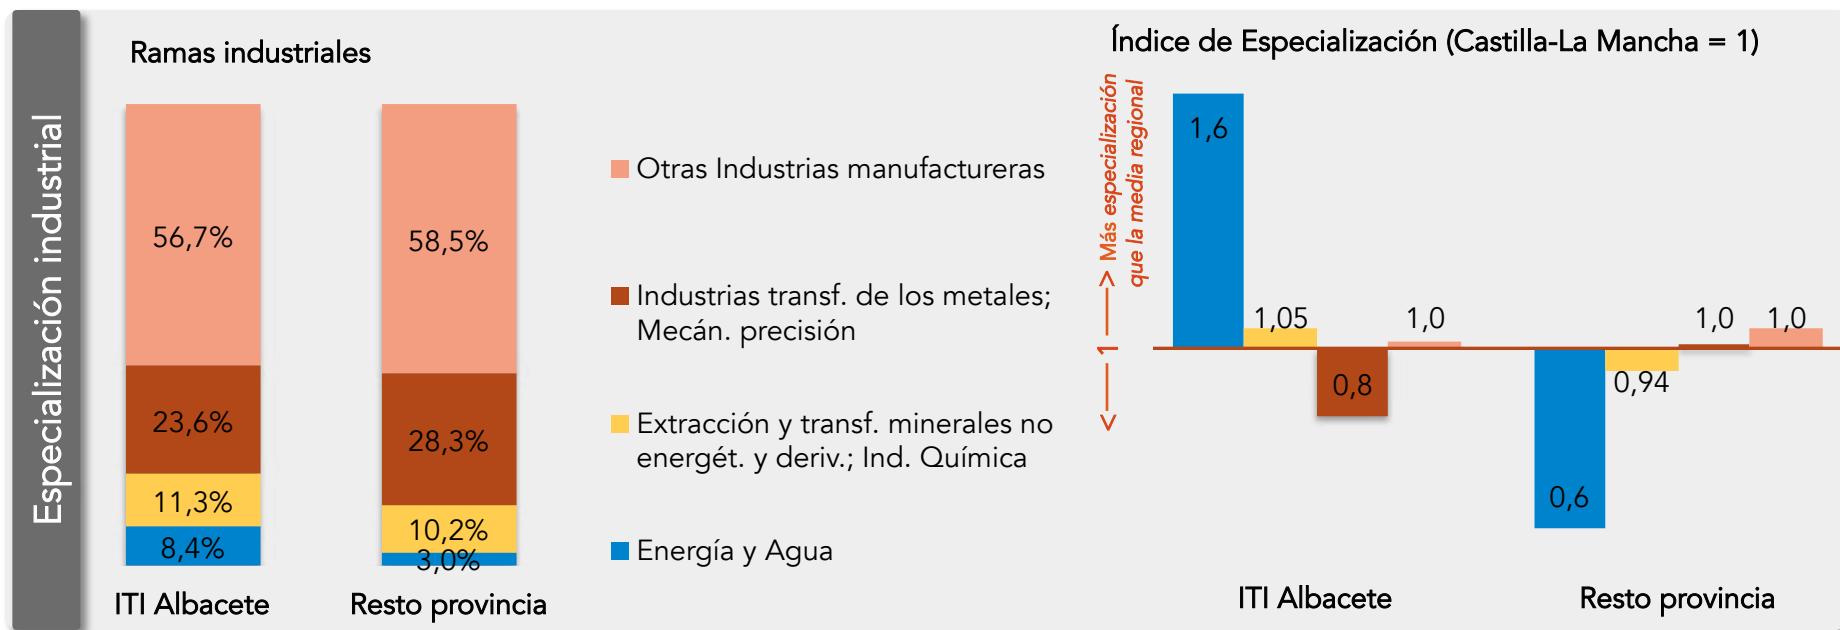 Especialización industrial
Ramas industriales
56,7%
23,6%
11,3%
8,4%
ITI Albacete
58,5%
28,3%
10,2%
3,0%
Resto provincia
Otras Industrias manufactureras
Industrias transf. de los metales;
Mecán. precisión
Extracción y transf. minerales no
energét. y deriv.; Ind. Química
Energía y Agua
Índice de Especialización (Castilla-La Mancha = 1)
<—— 1 ——> Más especialización
que la media regional
1,6
1,05
0,8
1,0
ITI Albacete
0,6
0,94
1,0
1,0
Resto provincia